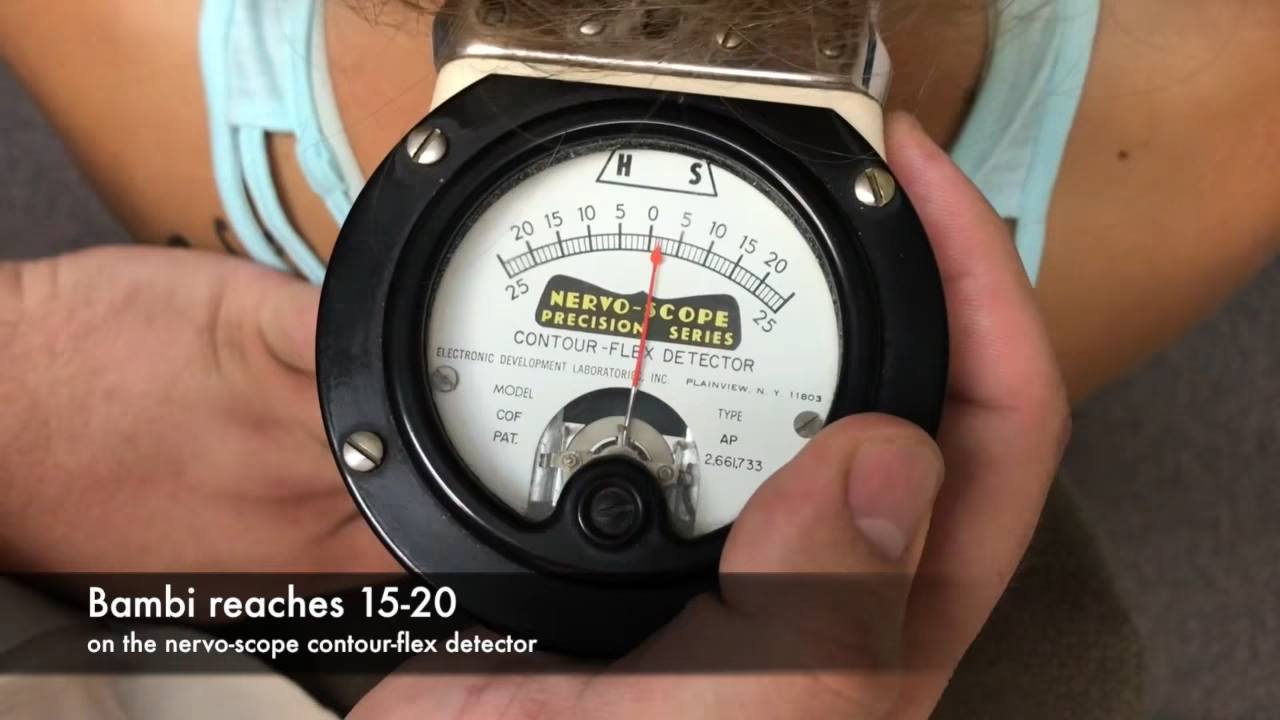 H S
20 15 10 5 0 5 10 15 20
25 25
NERVO-SCOPE
PRECISION SERIES
CONTOUR-FLEX DETECTOR
ELECTRONIC DEVELOPMENT LABORATORIES, INC. PLAINVIEW, N. Y. 11803
MODEL TYPE
COF AP
PAT. 2,661,733
Bambi reaches 15-20
on the nervo-scope contour-flex detector